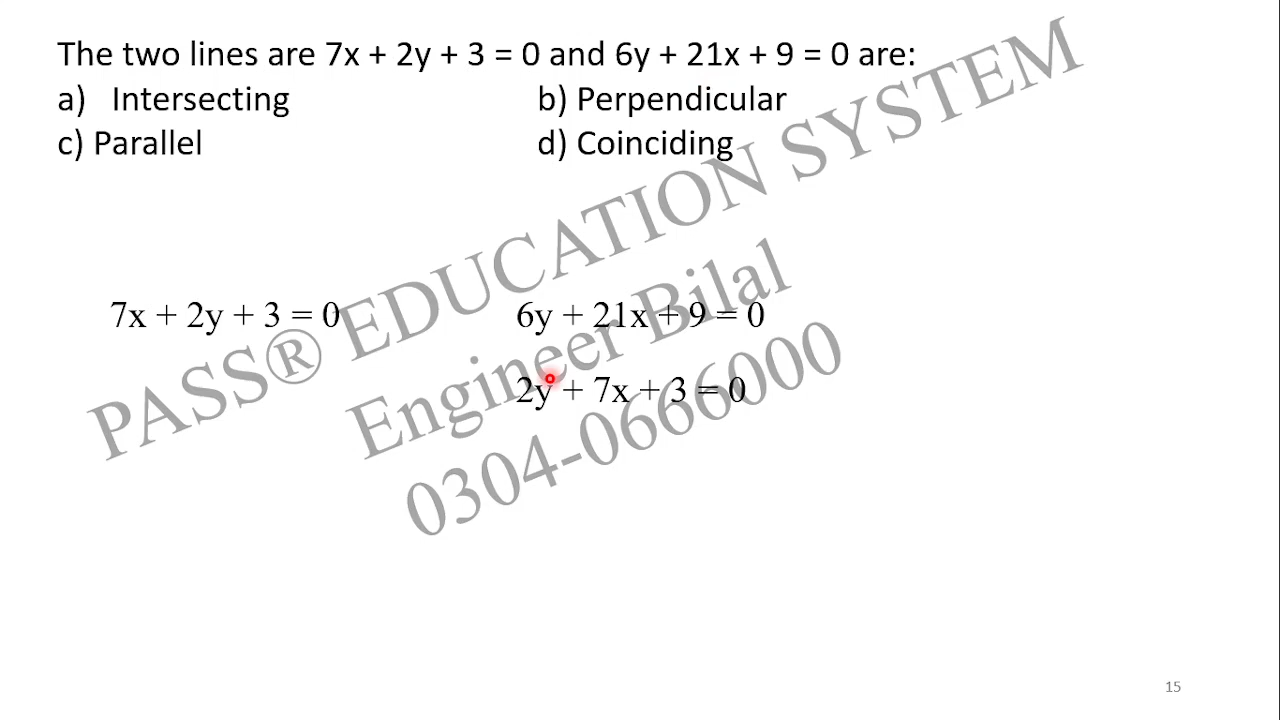 The two lines are 7x + 2y + 3 = 0 and 6y + 21x + 9 = 0 are:
a) Intersecting b) Perpendicular
c) Parallel d) Coinciding
7x + 2y + 3 = 0 6y + 21x + 9 = 0
2y + 7x + 3 = 0
PASS® EDUCATION SYSTEM
Engineer Bilal
0304-0666000
15